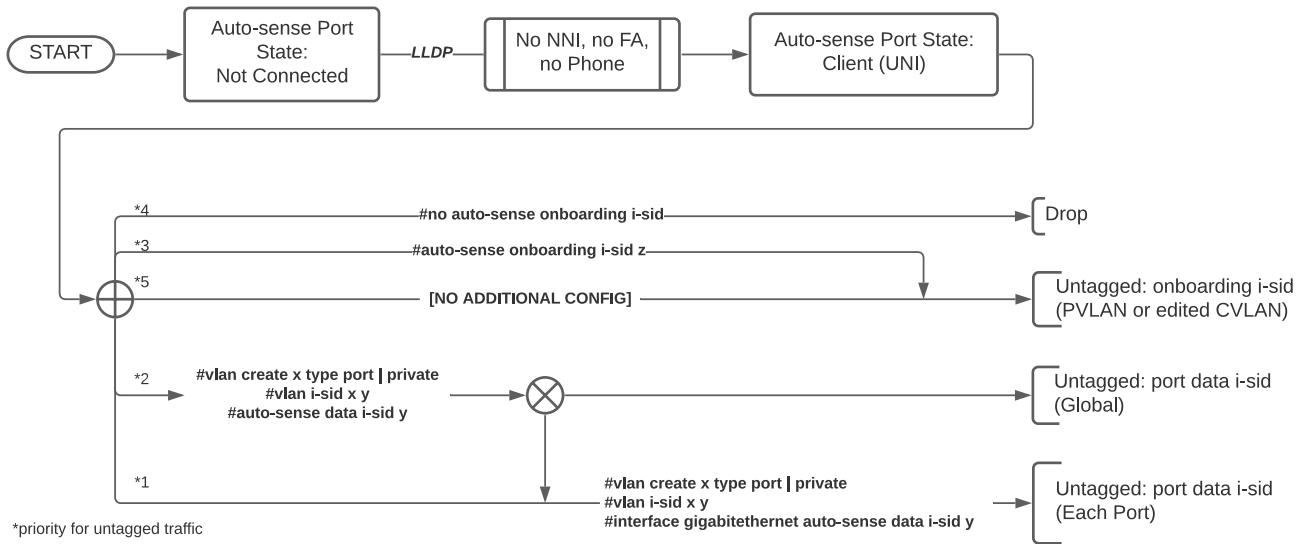 START
Auto-sense Port
State:
Not Connected
LLDP
No NNI, no FA,
no Phone
Auto-sense Port State:
Client (UNI)
*4
#no auto-sense onboarding i-sid
Drop
*3
#auto-sense onboarding i-sid z
*5
[NO ADDITIONAL CONFIG]
Untagged: onboarding i-sid
(PVLAN or edited CVLAN)
*2
#vlan create x type port | private
#vlan i-sid x y
#auto-sense data i-sid y
Untagged: port data i-sid
(Global)
*1
#vlan create x type port | private
#vlan i-sid x y
#interface gigabitethernet auto-sense data i-sid y
Untagged: port data i-sid
(Each Port)
*priority for untagged traffic